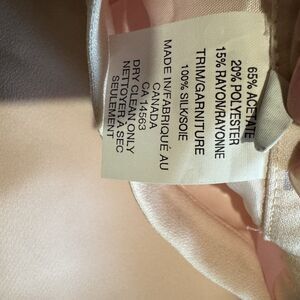 65% ACETATE
20% POLYESTER
15% RAYON/RAYONNE
TRIM/GARNITURE
100% SILK/SOIE
MADE IN/FABRIQUÉ AU
CANADA
CA 14563
DRY CLEAN ONLY
NETTOYER À SEC
SEULEMENT